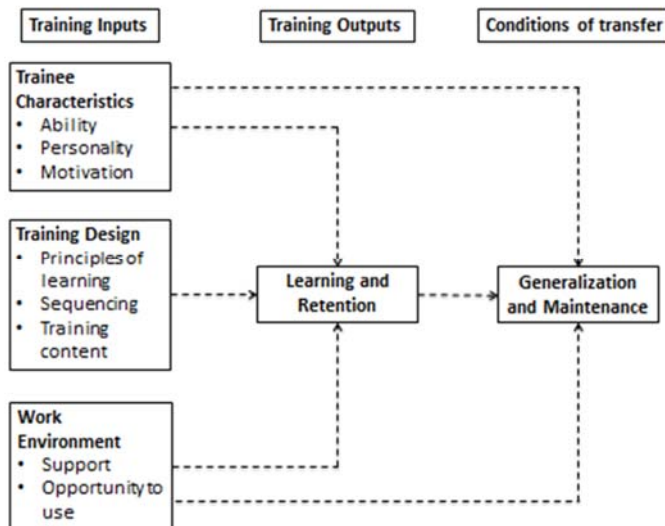 Training Inputs
Training Outputs
Conditions of transfer
Trainee
Characteristics
• Ability
• Personality
• Motivation
Training Design
• Principles of
learning
• Sequencing
• Training
content
Learning and
Retention
Generalization
and Maintenance
Work
Environment
• Support
• Opportunity to
use